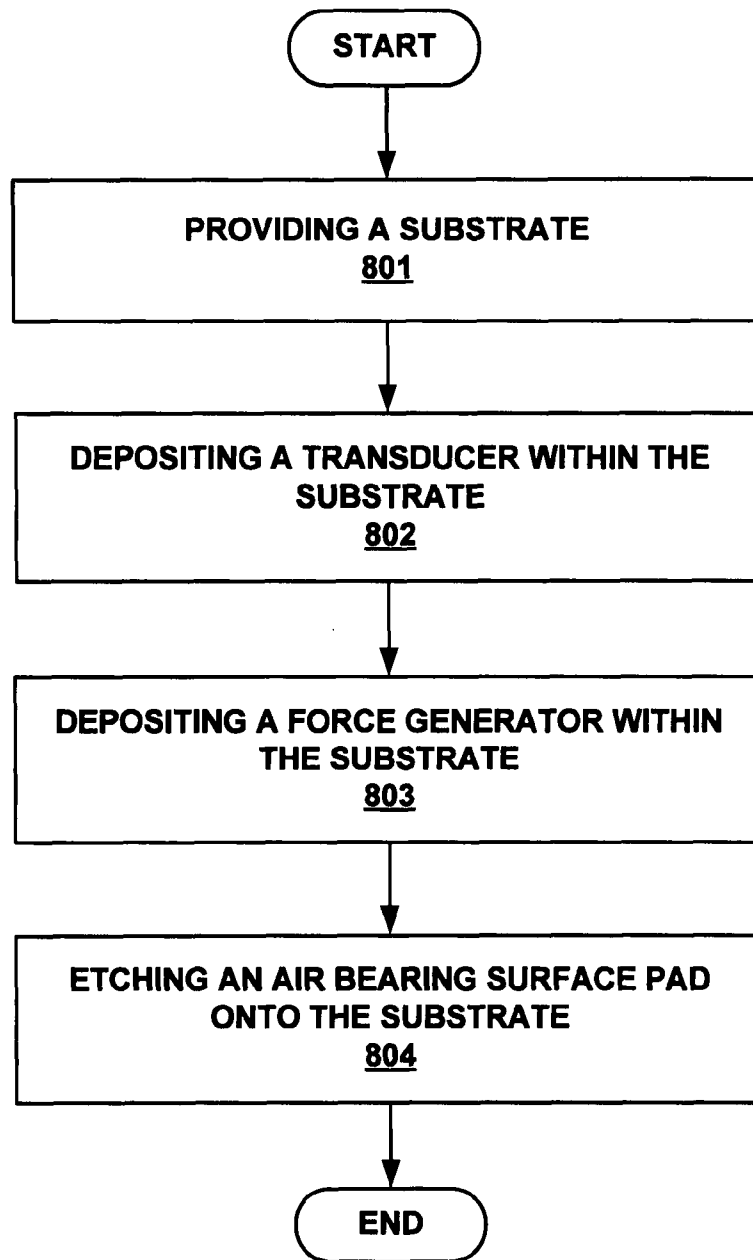 START
PROVIDING A SUBSTRATE
801
DEPOSITING A TRANSDUCER WITHIN THE
SUBSTRATE
802
DEPOSITING A FORCE GENERATOR WITHIN
THE SUBSTRATE
803
ETCHING AN AIR BEARING SURFACE PAD
ONTO THE SUBSTRATE
804
END